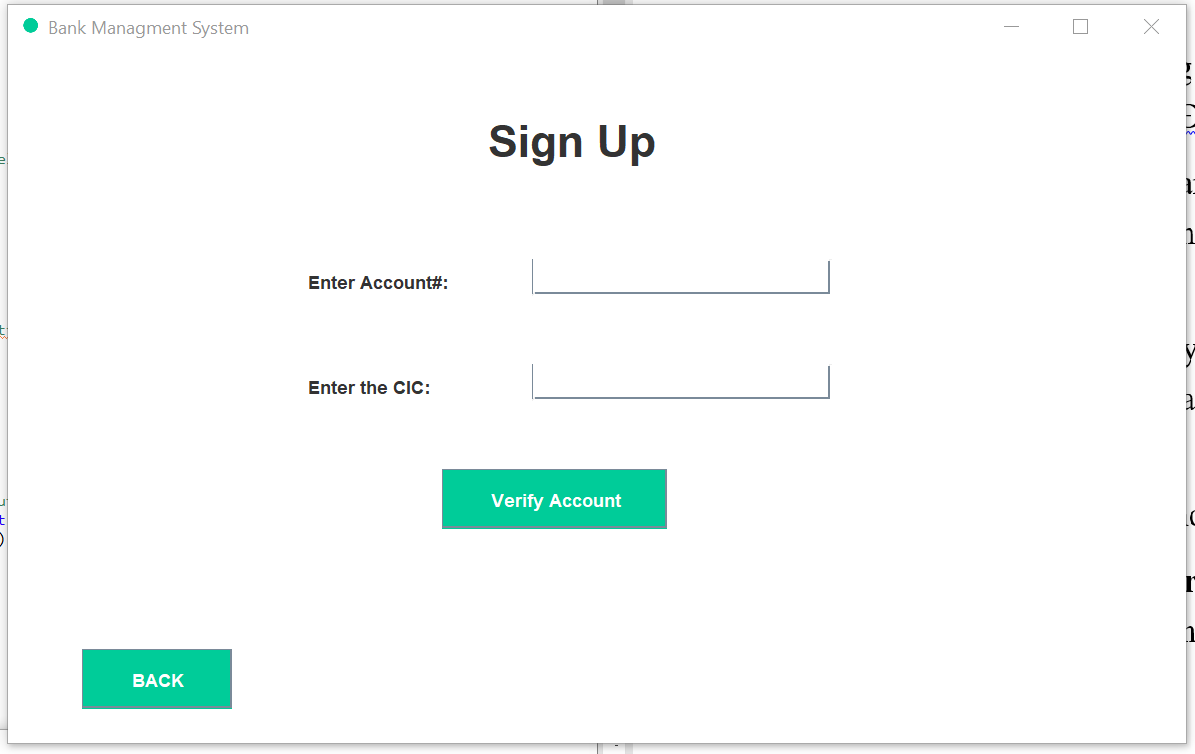 Bank Managment System
Sign Up
Enter Account#:
Enter the CIC:
Verify Account
BACK